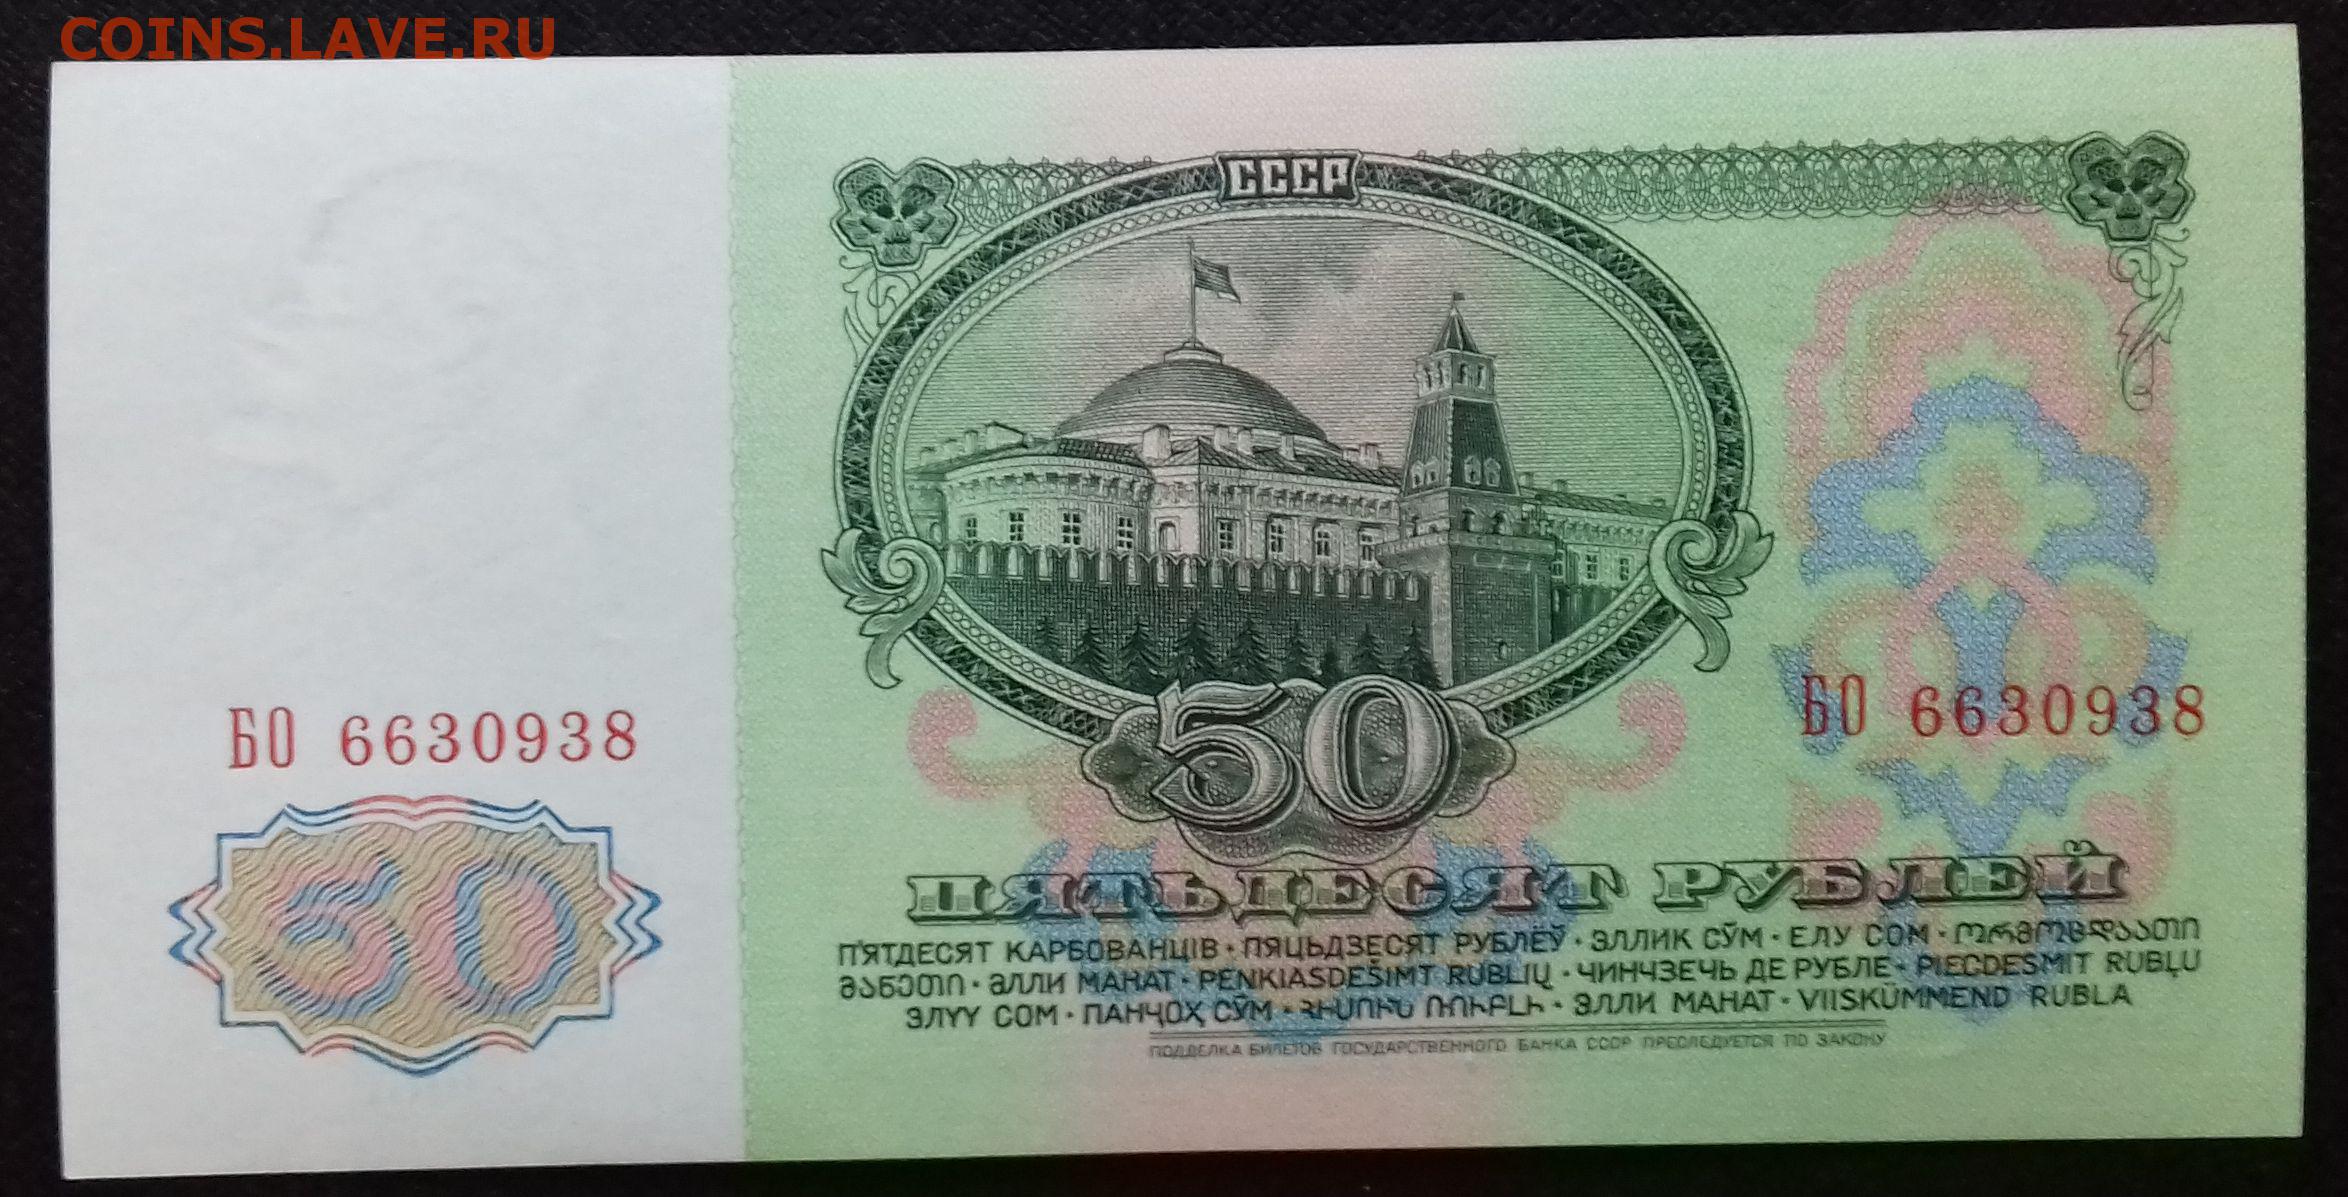 COINS.LAVE.RU
СССР
БО 6630938
БО 6630938
50
50
ПЯТЬДЕСЯТ РУБЛЕЙ
П'ЯТДЕСЯТ КАРБОВАНЦІВ · ПЯЦЬДЗЕСЯТ РУБЛЁЎ · ЭЛЛИК СЎМ · ЕЛУ СОМ · ᲝᲠᲛᲝᲪᲓᲐᲐᲗᲘ
ᲛᲐᲜᲔᲗᲘ · ӘЛЛИ МАНАТ · PENKIASDEŠIMT RUBLIŲ · ЧИНЧЗЕЧЬ ДЕ РУБЛЕ · PIECDESMIT RUBĻU
ЭЛҮҮ СОМ · ПАНҶОҲ СЎМ · ՀԻՍՈՒՆ ՌՈՒԲԼԻ · ЭЛЛИ МАНАТ · VIISKÜMMEND RUBLA
ПОДДЕЛКА БИЛЕТОВ ГОСУДАРСТВЕННОГО БАНКА СССР ПРЕСЛЕДУЕТСЯ ПО ЗАКОНУ